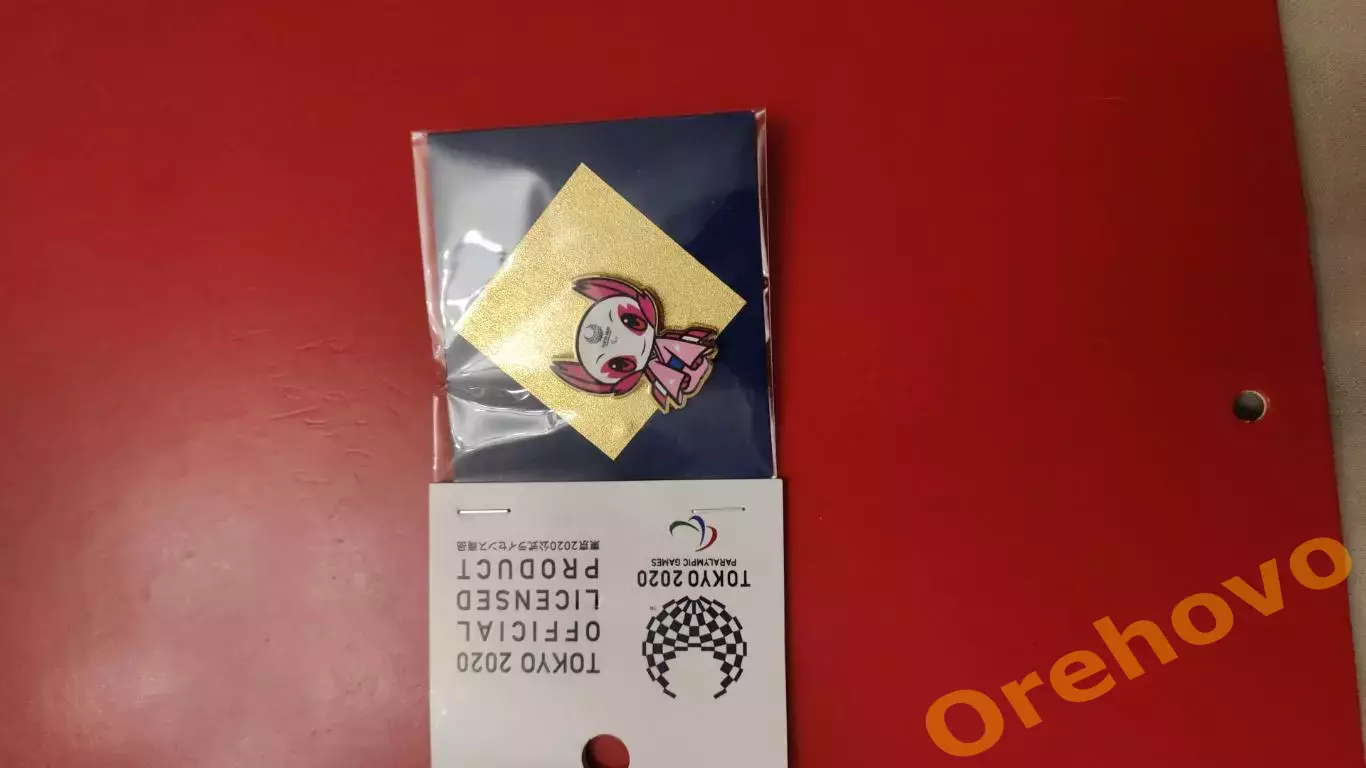 TOKYO 2020
PARALYMPIC GAMES
TM
TOKYO 2020
OFFICIAL
LICENSED
PRODUCT
東京2020公式ライセンス商品
Orehovo